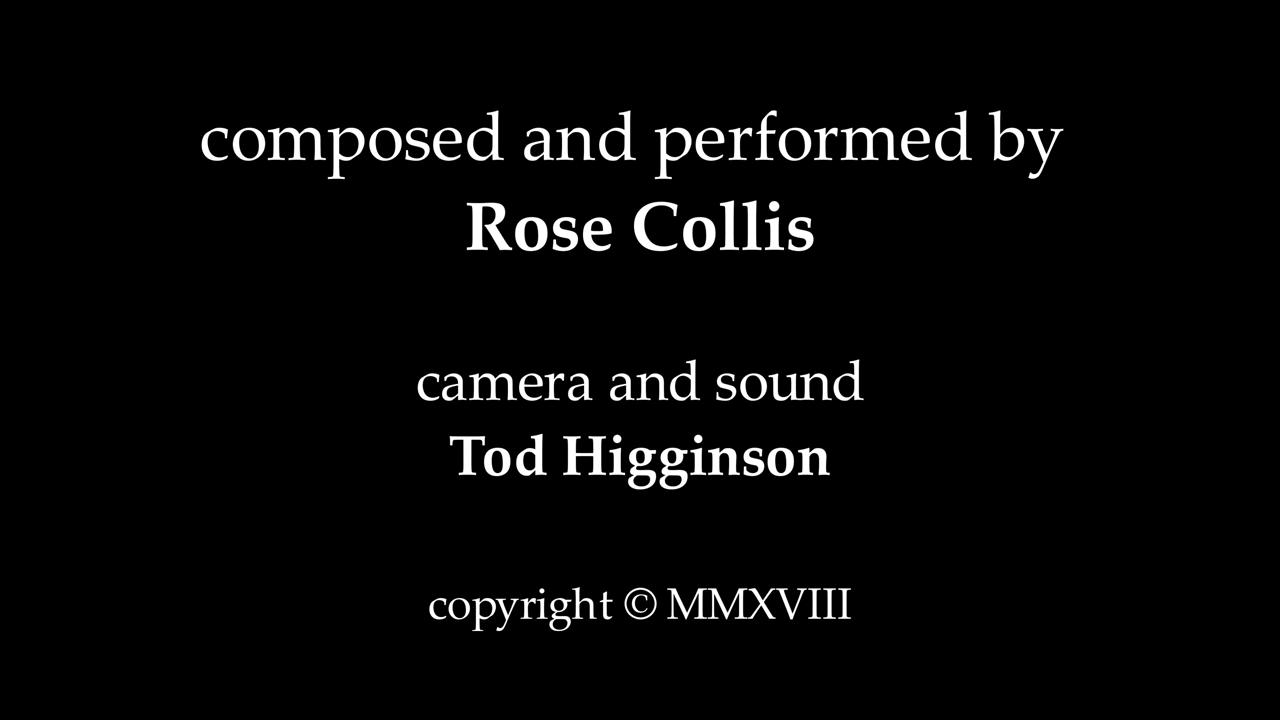 composed and performed by
Rose Collis
camera and sound
Tod Higginson
copyright © MMXVIII